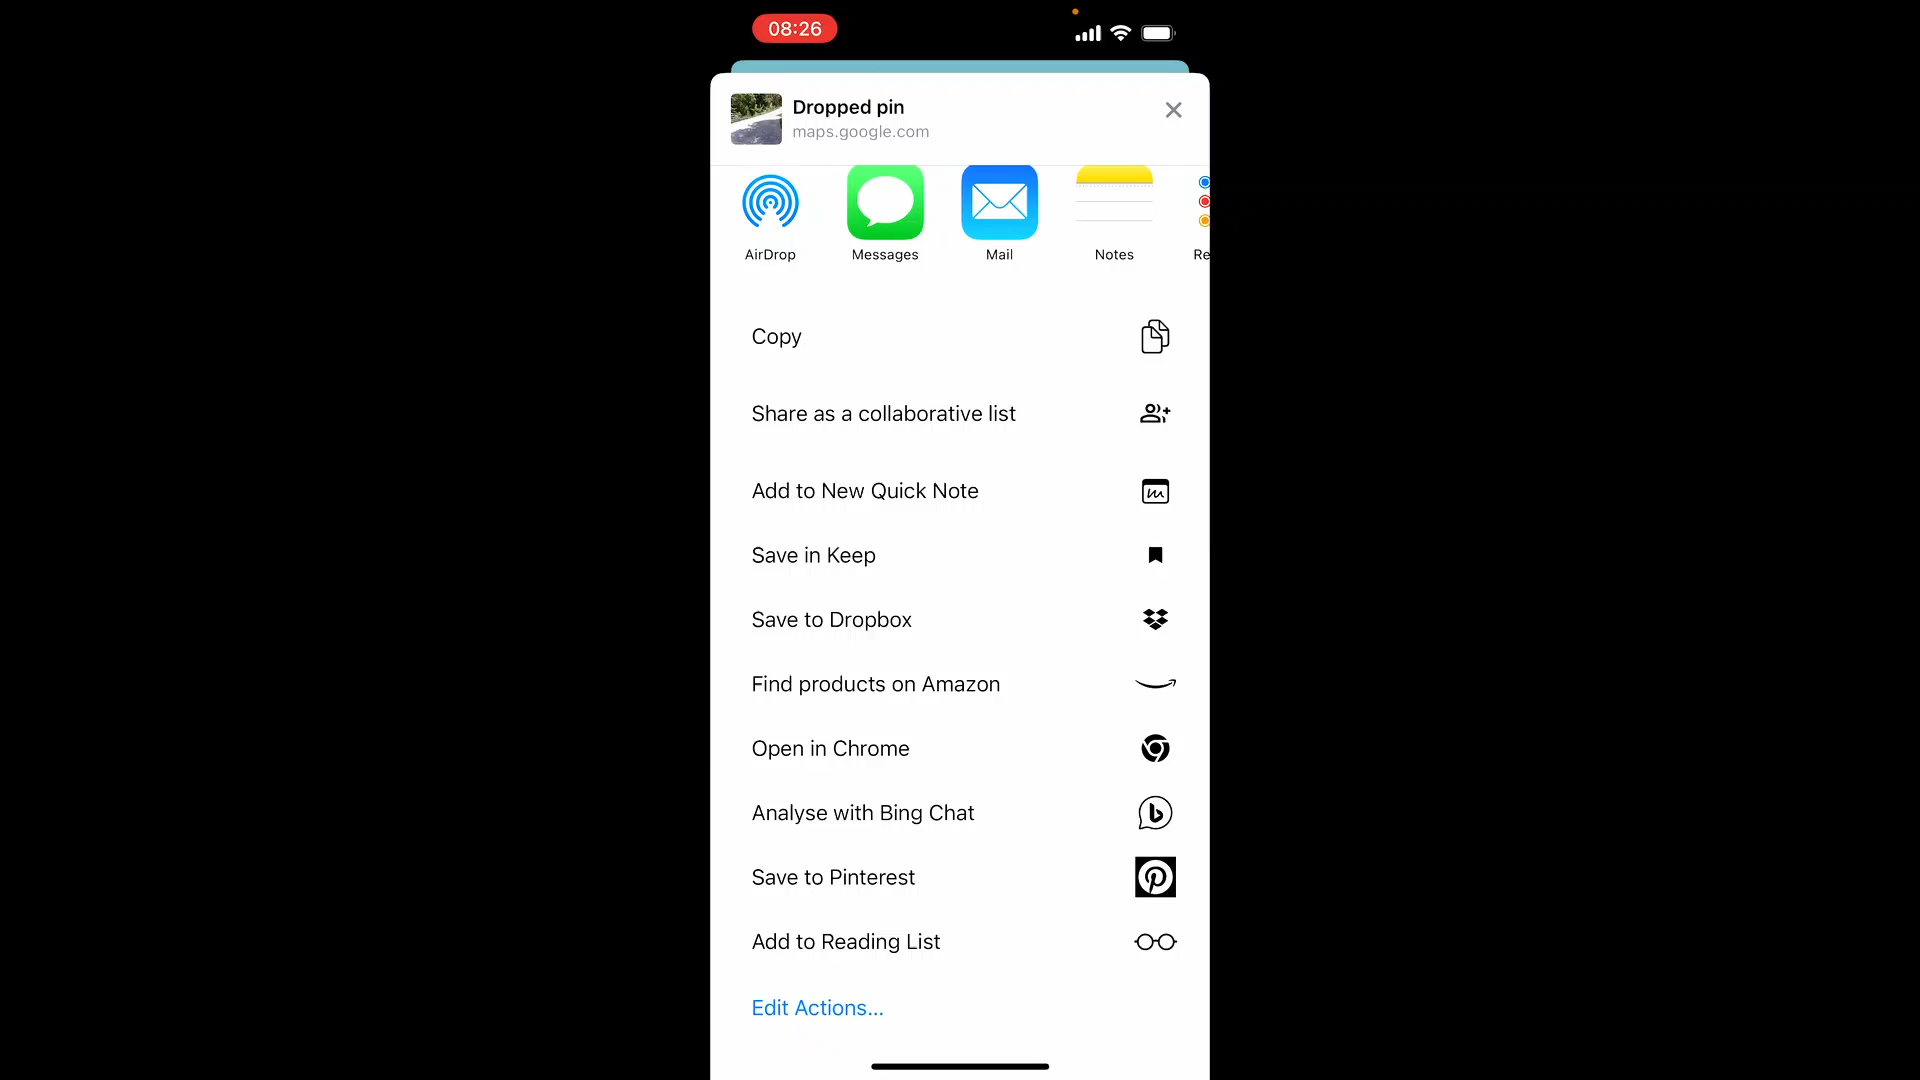 08:26
Dropped pin
maps.google.com
AirDrop
Messages
Mail
Notes
Re
Copy
Share as a collaborative list
Add to New Quick Note
Save in Keep
Save to Dropbox
Find products on Amazon
Open in Chrome
Analyse with Bing Chat
Save to Pinterest
Add to Reading List
Edit Actions...